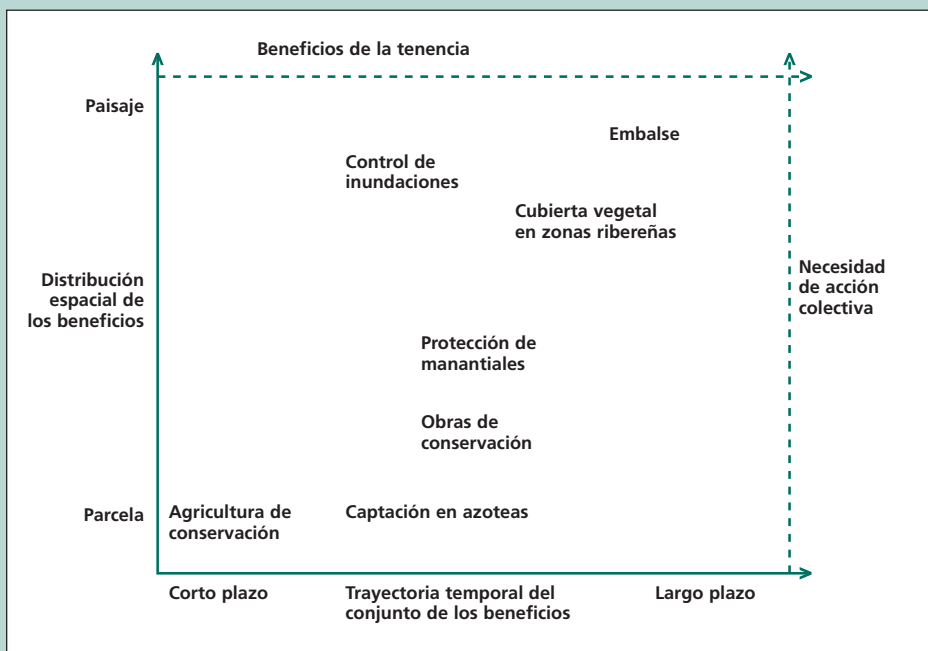 Beneficios de la tenencia
Paisaje
Embalse
Control de
inundaciones
Cubierta vegetal
en zonas ribereñas
Distribución
espacial de
los beneficios
Necesidad
de acción
colectiva
Protección de
manantiales
Obras de
conservación
Parcela
Agricultura de
conservación
Captación en azoteas
Corto plazo
Trayectoria temporal del
conjunto de los beneficios
Largo plazo